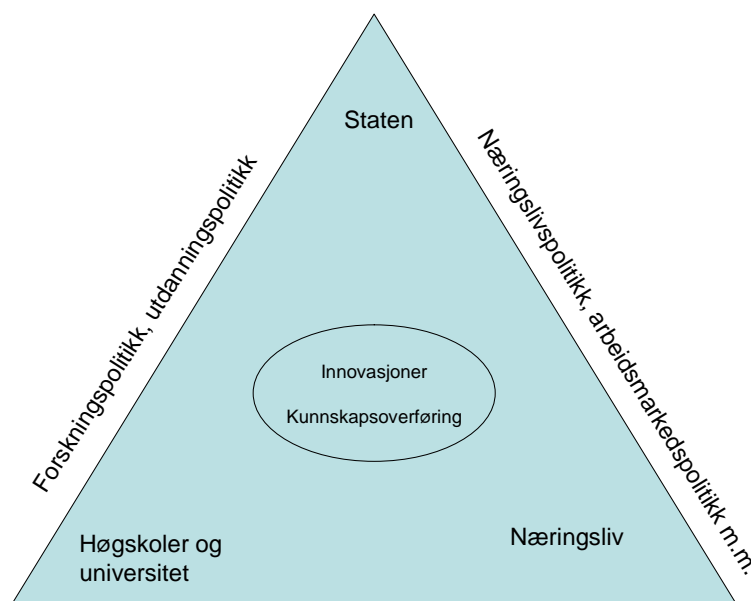 Staten
Forskningspolitikk, utdanningspolitikk
Næringslivspolitikk, arbeidsmarkedspolitikk m.m.
Innovasjoner
Kunnskapsoverføring
Høgskoler og
universitet
Næringsliv